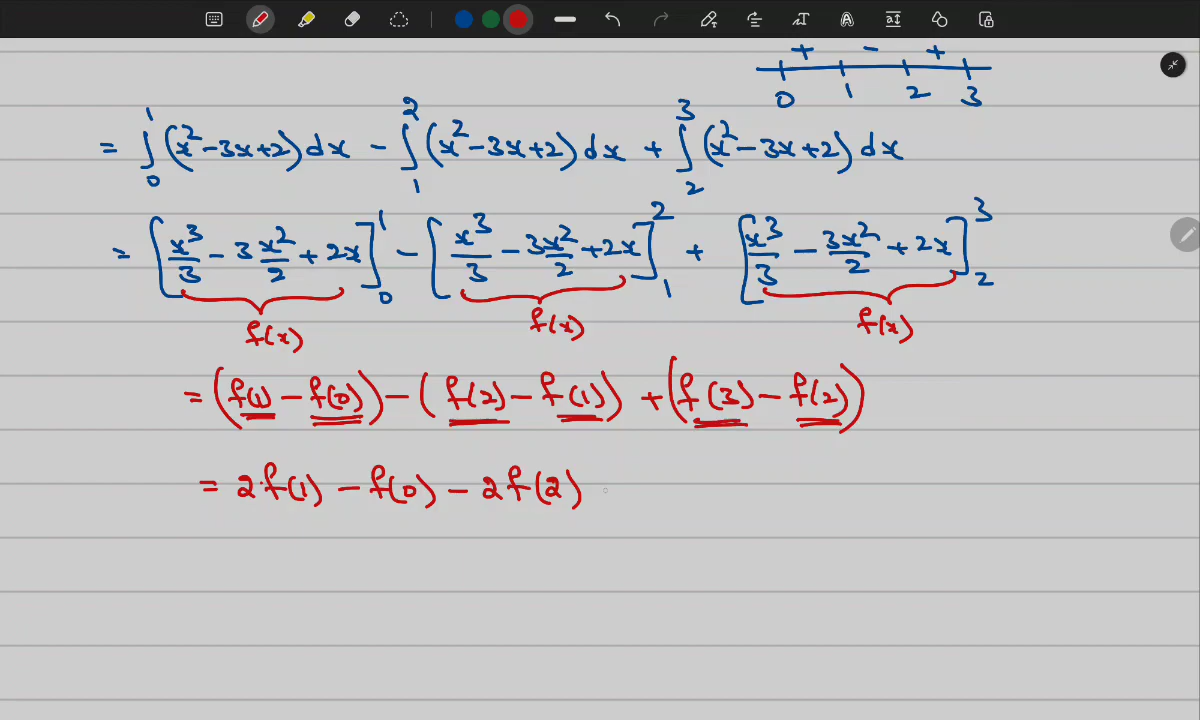 + - +
0 1 2 3
= ∫₀¹ (x² - 3x + 2) dx - ∫₁² (x² - 3x + 2) dx + ∫₂³ (x² - 3x + 2) dx
= [x³/3 - 3x²/2 + 2x]₀¹ - [x³/3 - 3x²/2 + 2x]₁² + [x³/3 - 3x²/2 + 2x]₂³
f(x) f(x) f(x)
= (f(1) - f(0)) - (f(2) - f(1)) + (f(3) - f(2))
= 2·f(1) - f(0) - 2f(2)